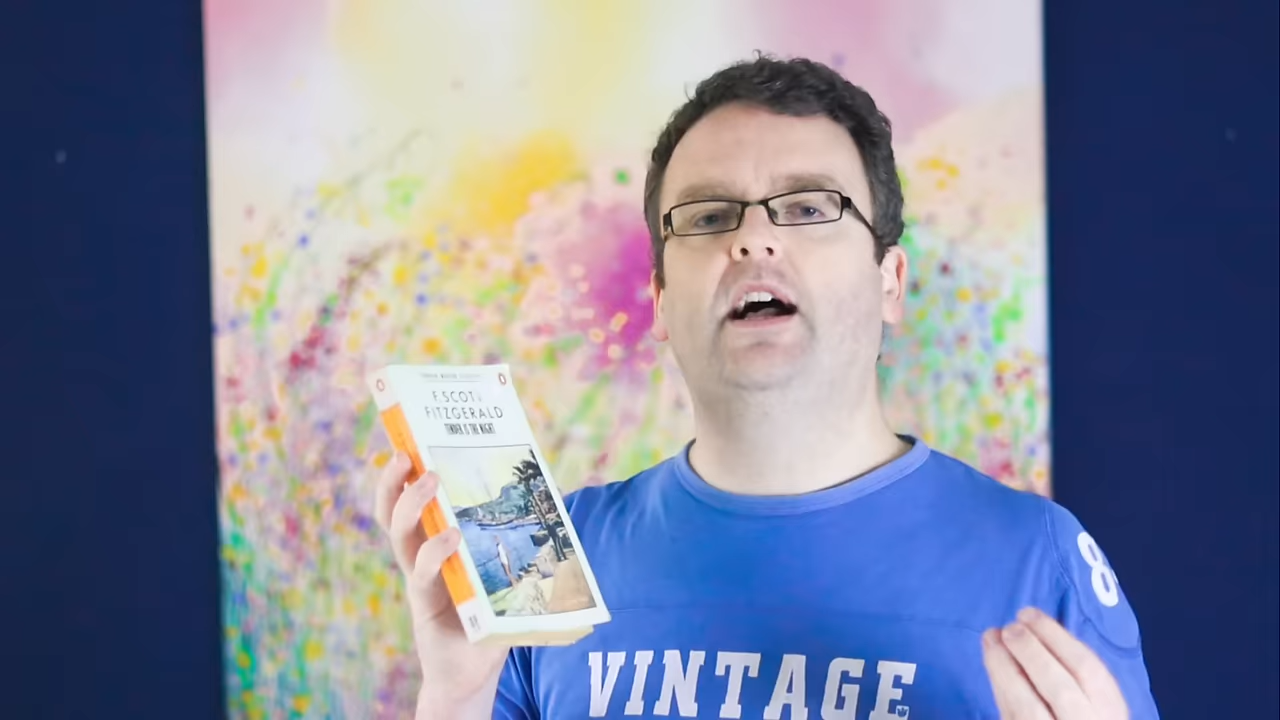 F. SCOTT
FITZGERALD
TENDER IS THE NIGHT
VINTAGE
8